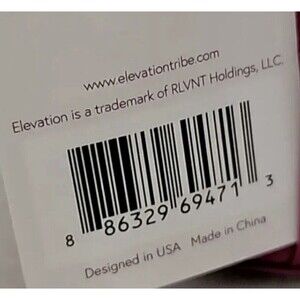 www.elevationtribe.com
Elevation is a trademark of RLVNT Holdings, LLC.
8 86329 69471 3
Designed in USA Made in China